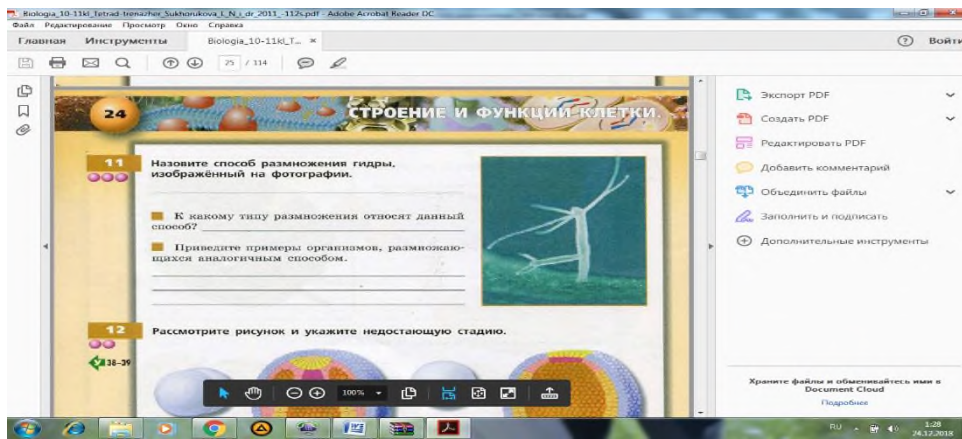 Biologia_10-11kl_Tetrad-trenazher_Sukhorukova_L_N_i_dr_2011_-112s.pdf - Adobe Acrobat Reader DC
Файл Редактирование Просмотр Окно Справка
Главная Инструменты Biologia_10-11kl_T... × Войти
25 / 114
24 СТРОЕНИЕ И ФУНКЦИИ КЛЕТКИ.
11 Назовите способ размножения гидры,
изображённый на фотографии.
К какому типу размножения относят данный
способ?
Приведите примеры организмов, размножаю-
щихся аналогичным способом.
12 Рассмотрите рисунок и укажите недостающую стадию.
38-39
100%
Экспорт PDF
Создать PDF
Редактировать PDF
Добавить комментарий
Объединить файлы
Заполнить и подписать
Дополнительные инструменты
Храните файлы и обменивайтесь ими в
Document Cloud
Подробнее
RU
1:28
24.12.2018